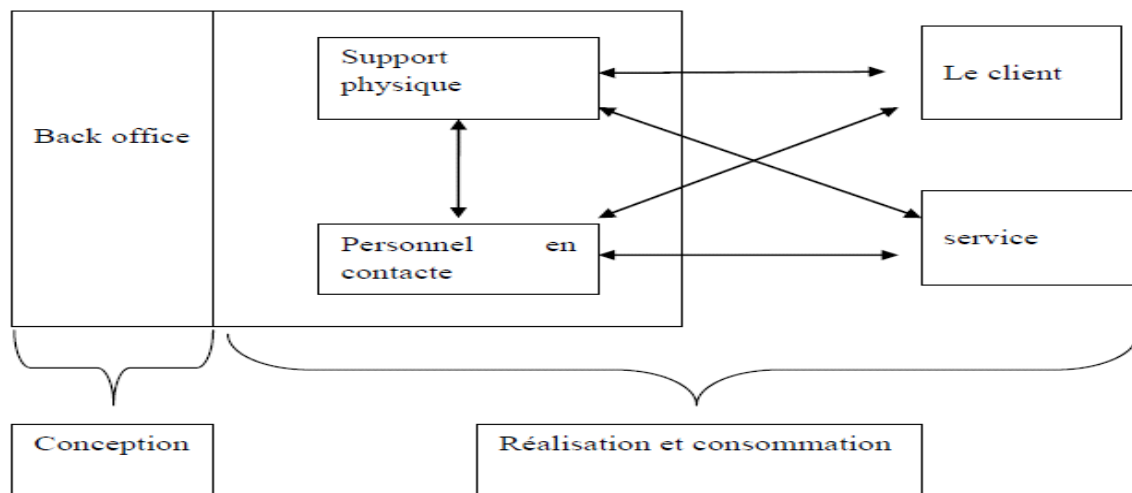 Support
physique
Le client
Back office
Personnel en
contacte
service
Conception
Réalisation et consommation